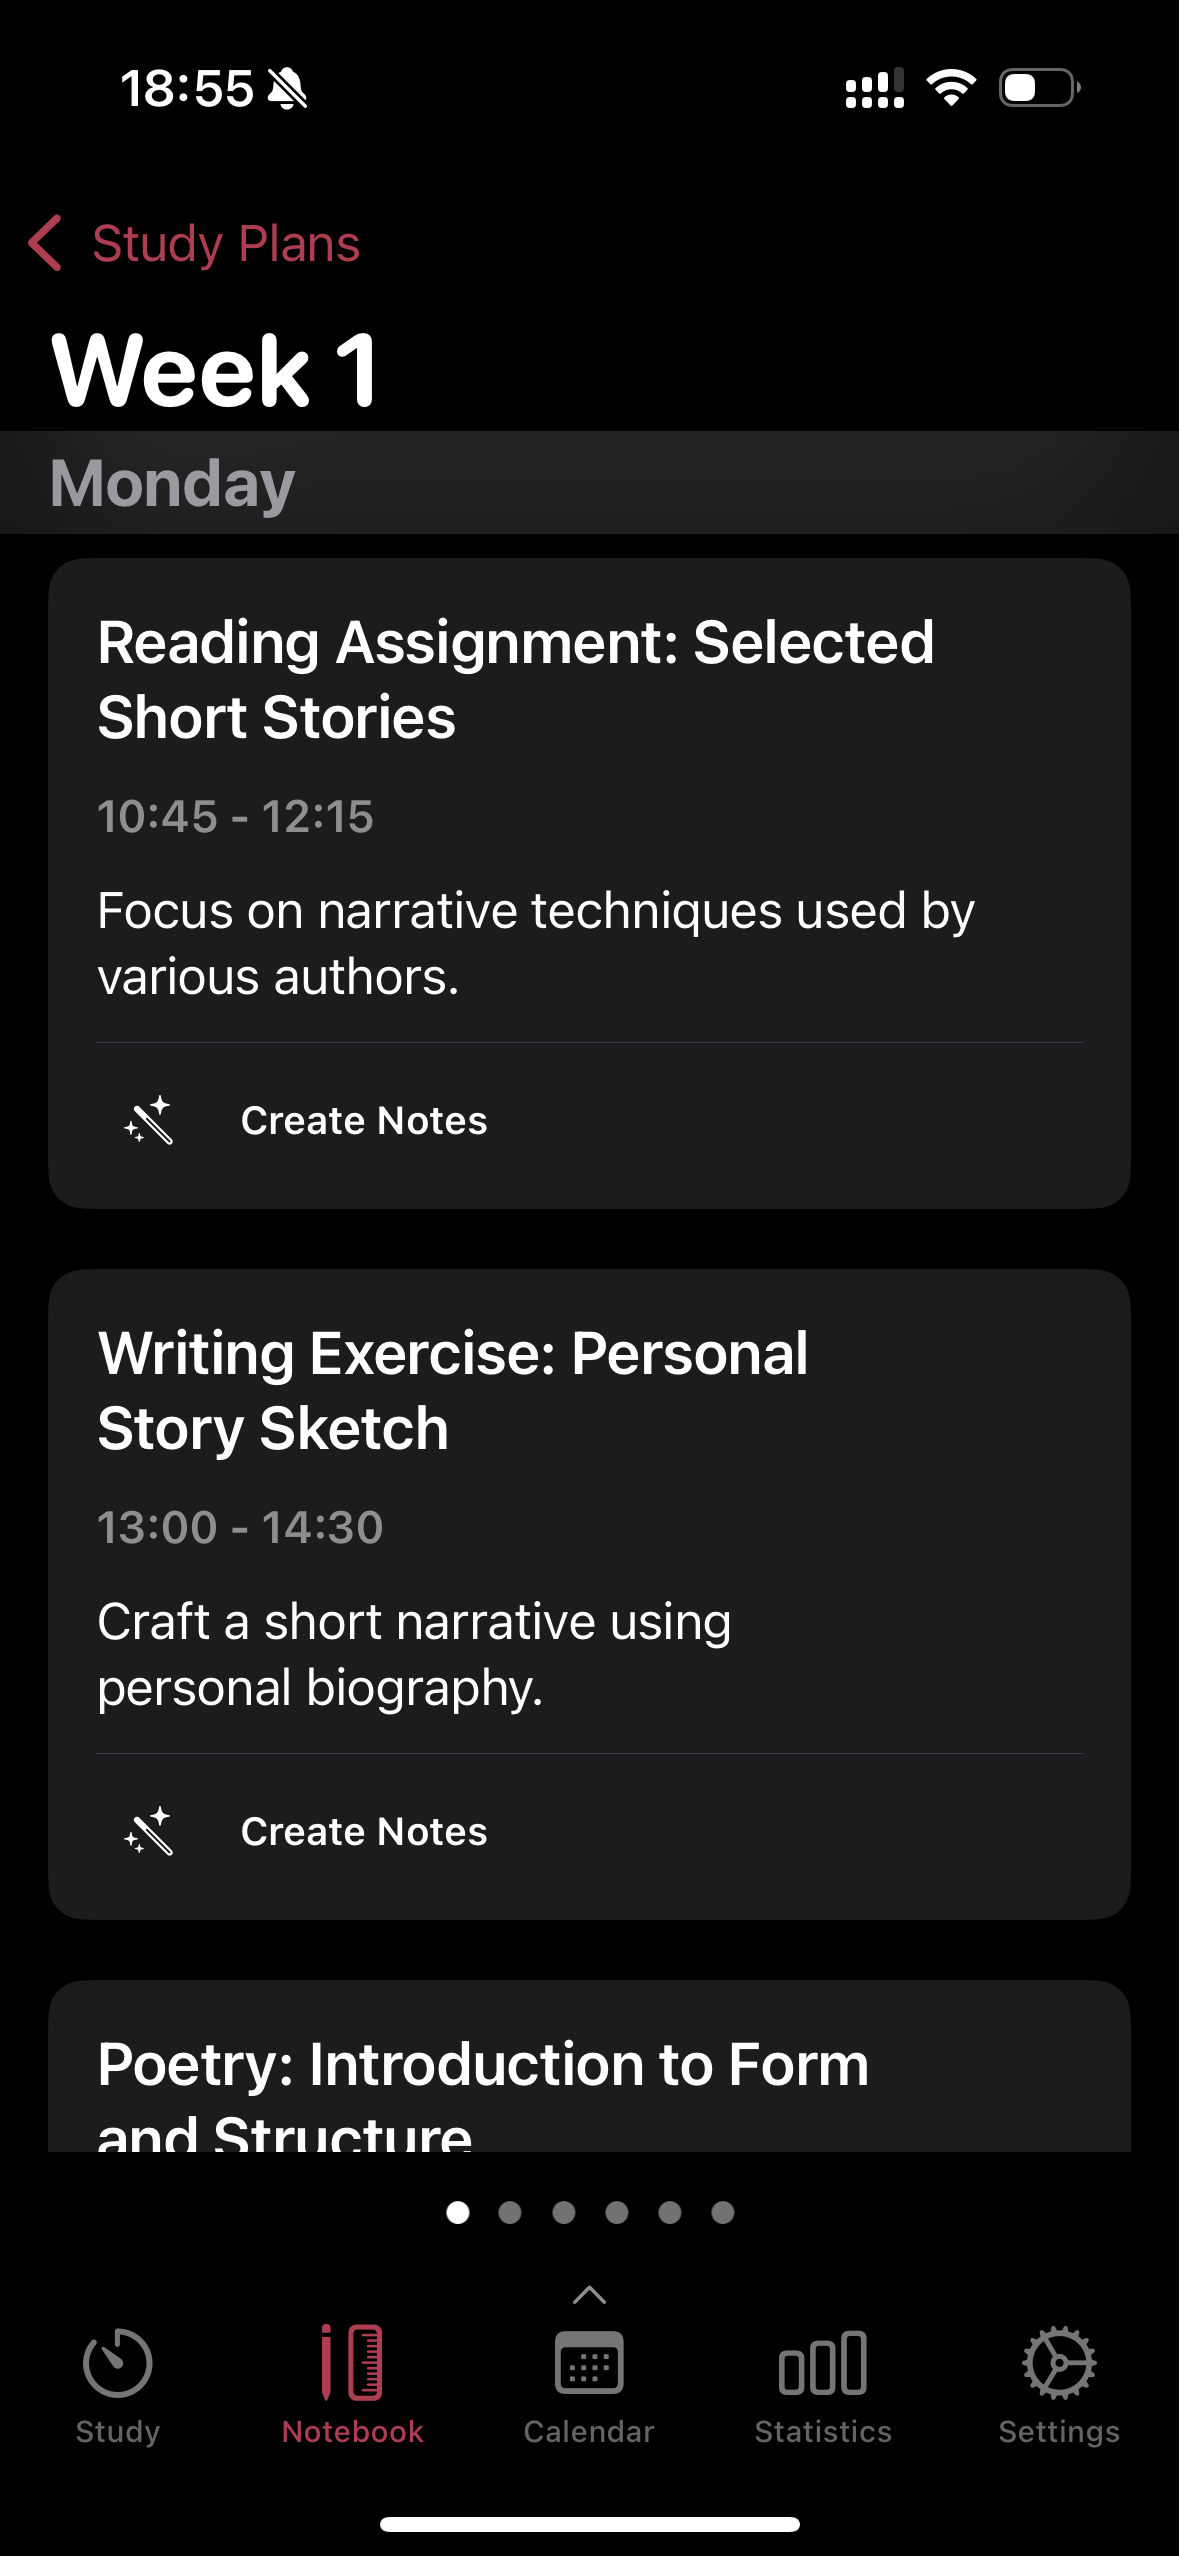 18:55
Study Plans
Week 1
Monday
Reading Assignment: Selected
Short Stories
10:45 - 12:15
Focus on narrative techniques used by
various authors.
Create Notes
Writing Exercise: Personal
Story Sketch
13:00 - 14:30
Craft a short narrative using
personal biography.
Create Notes
Poetry: Introduction to Form
and Structure
Study
Notebook
Calendar
Statistics
Settings